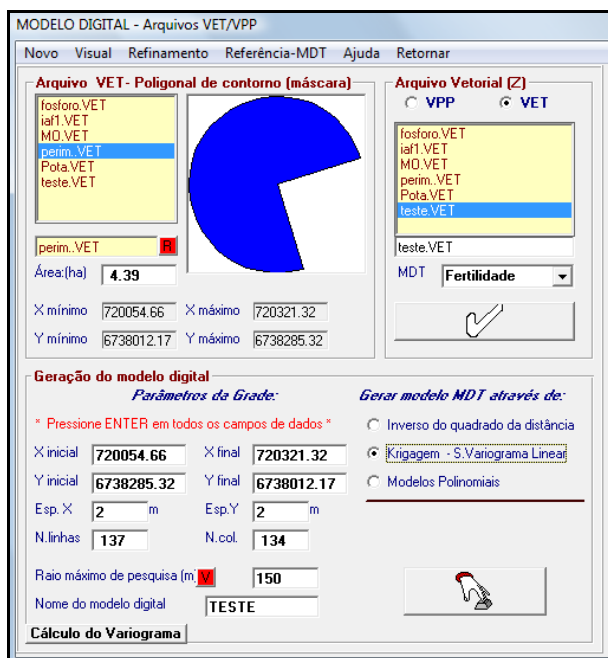 MODELO DIGITAL - Arquivos VET/VPP
Novo Visual Refinamento Referência-MDT Ajuda Retornar
Arquivo VET- Poligonal de contorno (máscara)
fosforo.VET
iaf1.VET
MO.VET
perim..VET
Pota.VET
teste.VET
perim..VET R
Área:(ha) 4.39
X mínimo 720054.66 X máximo 720321.32
Y mínimo 6738012.17 Y máximo 6738285.32
Arquivo Vetorial (Z)
VPP VET
fosforo.VET
iaf1.VET
MO.VET
perim..VET
Pota.VET
teste.VET
teste.VET
MDT Fertilidade
Geração do modelo digital
Parâmetros da Grade:
* Pressione ENTER em todos os campos de dados *
X inicial 720054.66 X final 720321.32
Y inicial 6738285.32 Y final 6738012.17
Esp. X 2 m Esp.Y 2 m
N.linhas 137 N.col. 134
Raio máximo de pesquisa (m) V 150
Nome do modelo digital TESTE
Cálculo do Variograma
Gerar modelo MDT através de:
Inverso do quadrado da distância
Krigagem - S.Variograma Linear
Modelos Polinomiais